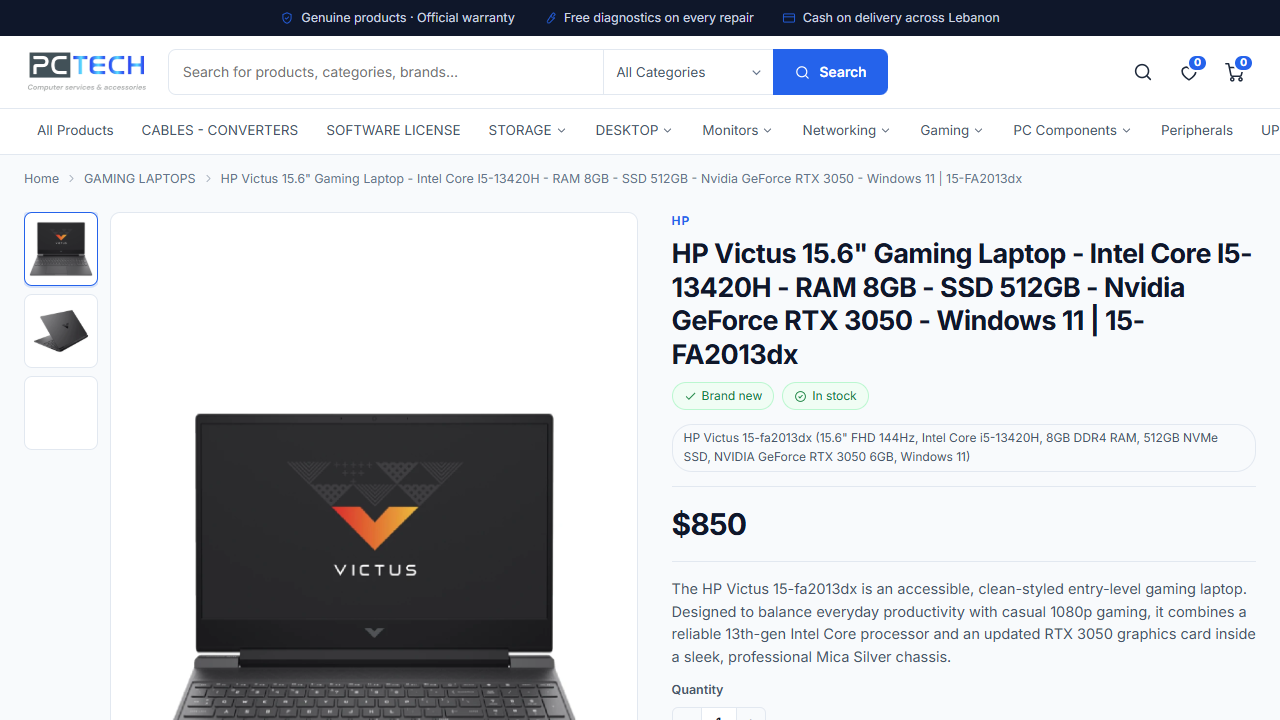 Genuine products · Official warranty
Free diagnostics on every repair
Cash on delivery across Lebanon
PCTECH
Computer services & accessories
Search for products, categories, brands...
All Categories
Search
0
0
All Products
CABLES - CONVERTERS
SOFTWARE LICENSE
STORAGE
DESKTOP
Monitors
Networking
Gaming
PC Components
Peripherals
UP
Home
GAMING LAPTOPS
HP Victus 15.6" Gaming Laptop - Intel Core I5-13420H - RAM 8GB - SSD 512GB - Nvidia GeForce RTX 3050 - Windows 11 | 15-FA2013dx
HP
HP Victus 15.6" Gaming Laptop - Intel Core I5-
13420H - RAM 8GB - SSD 512GB - Nvidia
GeForce RTX 3050 - Windows 11 | 15-
FA2013dx
Brand new
In stock
HP Victus 15-fa2013dx (15.6" FHD 144Hz, Intel Core i5-13420H, 8GB DDR4 RAM, 512GB NVMe
SSD, NVIDIA GeForce RTX 3050 6GB, Windows 11)
$850
The HP Victus 15-fa2013dx is an accessible, clean-styled entry-level gaming laptop.
Designed to balance everyday productivity with casual 1080p gaming, it combines a
reliable 13th-gen Intel Core processor and an updated RTX 3050 graphics card inside
a sleek, professional Mica Silver chassis.
Quantity
VICTUS